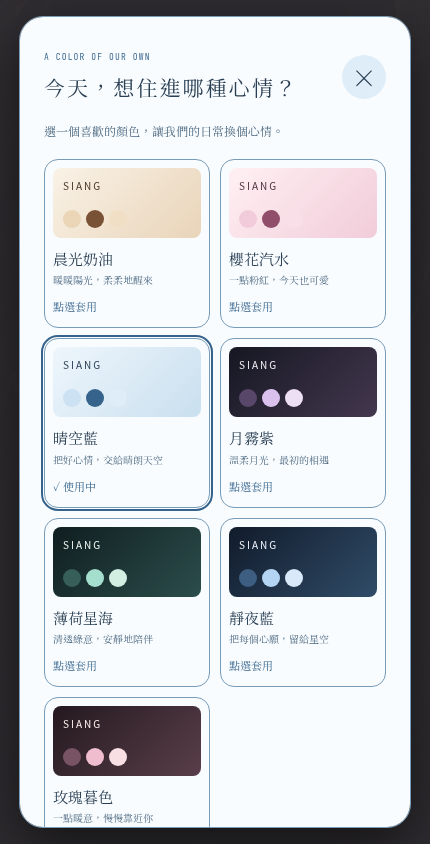 A COLOR OF OUR OWN
今天，想住進哪種心情？
選一個喜歡的顏色，讓我們的日常換個心情。
SIANG
晨光奶油
暖暖陽光，柔柔地醒來
點選套用
SIANG
櫻花汽水
一點粉紅，今天也可愛
點選套用
SIANG
晴空藍
把好心情，交給晴朗天空
✓ 使用中
SIANG
月霧紫
溫柔月光，最初的相遇
點選套用
SIANG
薄荷星海
清透綠意，安靜地陪伴
點選套用
SIANG
靜夜藍
把每個心願，留給星空
點選套用
SIANG
玫瑰暮色
一點暖意，慢慢靠近你